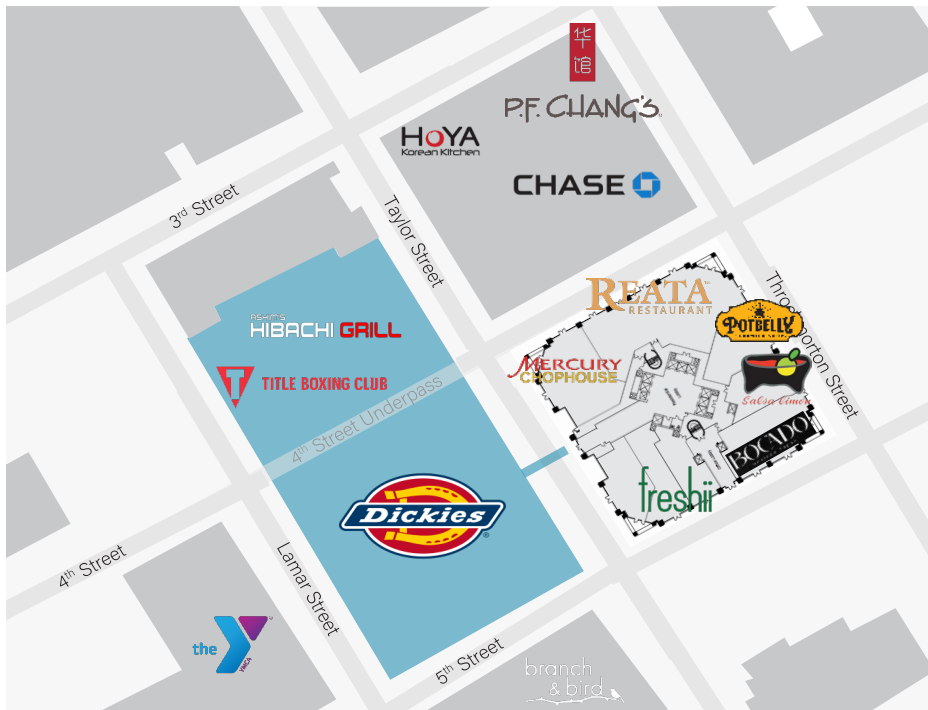 华
馆
P.F. CHANG'S
HOYA
Korean Kitchen
CHASE
3rd Street
Taylor Street
REATA
RESTAURANT
Throckmorton Street
POTBELLY
ASHIM'S
HIBACHI GRILL
MERCURY
CHOPHOUSE
TITLE BOXING CLUB
T
Salsa Limón
4th Street Underpass
BOCADO
freshii
Dickies
®
4th Street
Lamar Street
the Y
YMCA
5th Street
branch
& bird